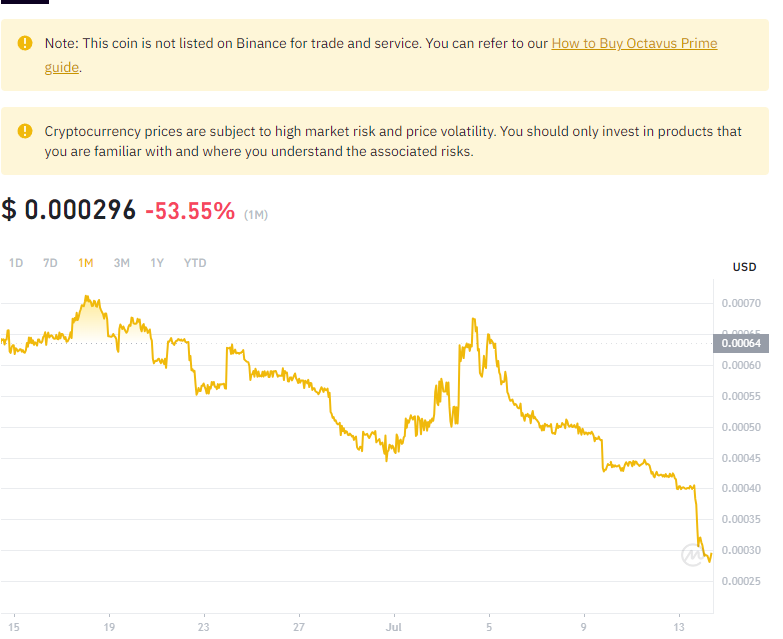 Note: This coin is not listed on Binance for trade and service. You can refer to our How to Buy Octavus Prime
guide.
Cryptocurrency prices are subject to high market risk and price volatility. You should only invest in products that
you are familiar with and where you understand the associated risks.
$ 0.000296 -53.55% (1M)
1D 7D 1M 3M 1Y YTD
USD
0.00070
0.00065
0.00064
0.00060
0.00055
0.00050
0.00045
0.00040
0.00035
0.00030
0.00025
15 19 23 27 Jul 5 9 13